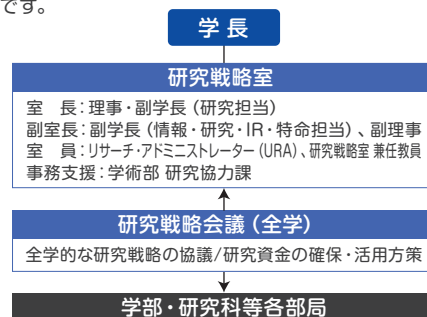 です。
学長
研究戦略室
室　長：理事・副学長（研究担当）
副室長：副学長（情報・研究・IR・特命担当）、副理事
室　員：リサーチ・アドミニストレーター（URA）、研究戦略室 兼任教員
事務支援：学術部 研究協力課
研究戦略会議（全学）
全学的な研究戦略の協議/研究資金の確保・活用方策
学部・研究科等各部局